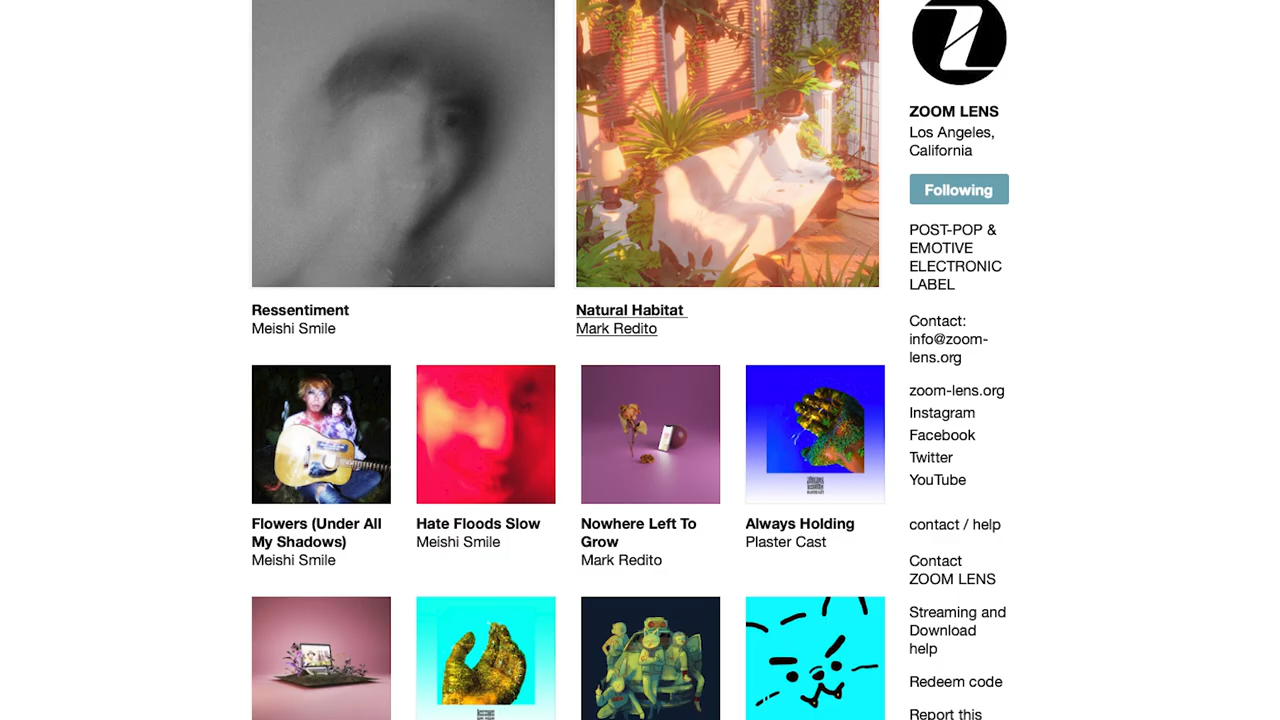 Ressentiment
Meishi Smile
Natural Habitat
Mark Redito
Flowers (Under All
My Shadows)
Meishi Smile
Hate Floods Slow
Meishi Smile
Nowhere Left To
Grow
Mark Redito
Always Holding
Plaster Cast
ZOOM LENS
Los Angeles,
California
Following
POST-POP &
EMOTIVE
ELECTRONIC
LABEL
Contact:
info@zoom-
lens.org
zoom-lens.org
Instagram
Facebook
Twitter
YouTube
contact / help
Contact
ZOOM LENS
Streaming and
Download
help
Redeem code
Report this